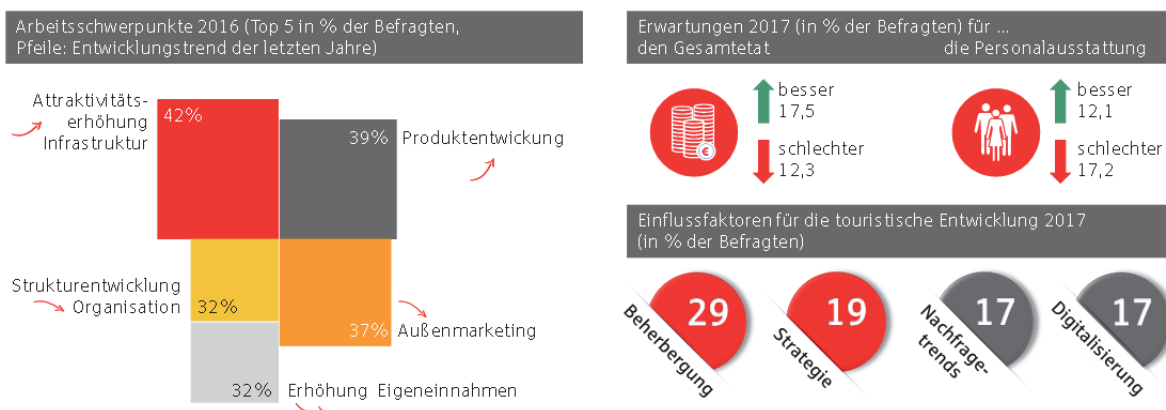 Arbeitsschwerpunkte 2016 (Top 5 in % der Befragten,
Pfeile: Entwicklungstrend der letzten Jahre)
Attraktivitäts-
erhöhung
Infrastruktur
42%
39%
Produktentwickung
Strukturentwicklung
Organisation
32%
37%
Außenmarketing
32%
Erhöhung Eigeneinnahmen
Erwartungen 2017 (in % der Befragten) für ...
den Gesamtetat
die Personalausstattung
€
besser
17,5
schlechter
12,3
besser
12,1
schlechter
17,2
Einflussfaktoren für die touristische Entwicklung 2017
(in % der Befragten)
29
Beherbergung
19
Strategie
17
Nachfrage-
trends
17
Digitalisierung